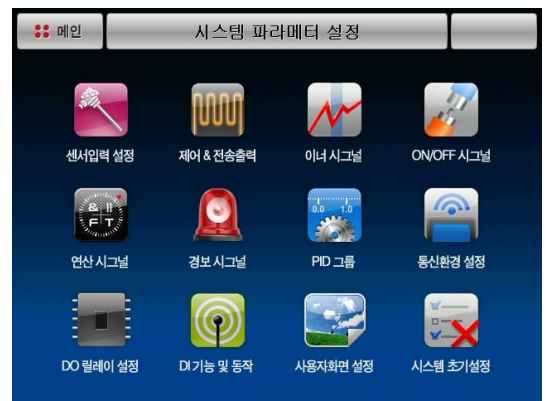 메인
시스템 파라메터 설정
센서입력 설정
제어 & 전송출력
이너 시그널
ON/OFF 시그널
& ||
F T
0.0 1.0
연산 시그널
경보 시그널
PID 그룹
통신환경 설정
DO 릴레이 설정
DI 기능 및 동작
사용자화면 설정
시스템 초기설정